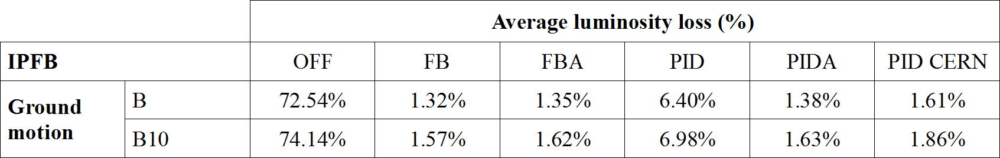 Average luminosity loss (%)
IPFB OFF FB FBA PID PIDA PID CERN
Ground motion B 72.54% 1.32% 1.35% 6.40% 1.38% 1.61%
B10 74.14% 1.57% 1.62% 6.98% 1.63% 1.86%